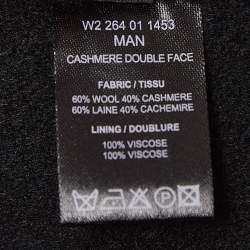 W2 264 01 1453
MAN
CASHMERE DOUBLE FACE
FABRIC / TISSU
60% WOOL 40% CASHMERE
60% LAINE 40% CACHEMIRE
LINING / DOUBLURE
100% VISCOSE
100% VISCOSE